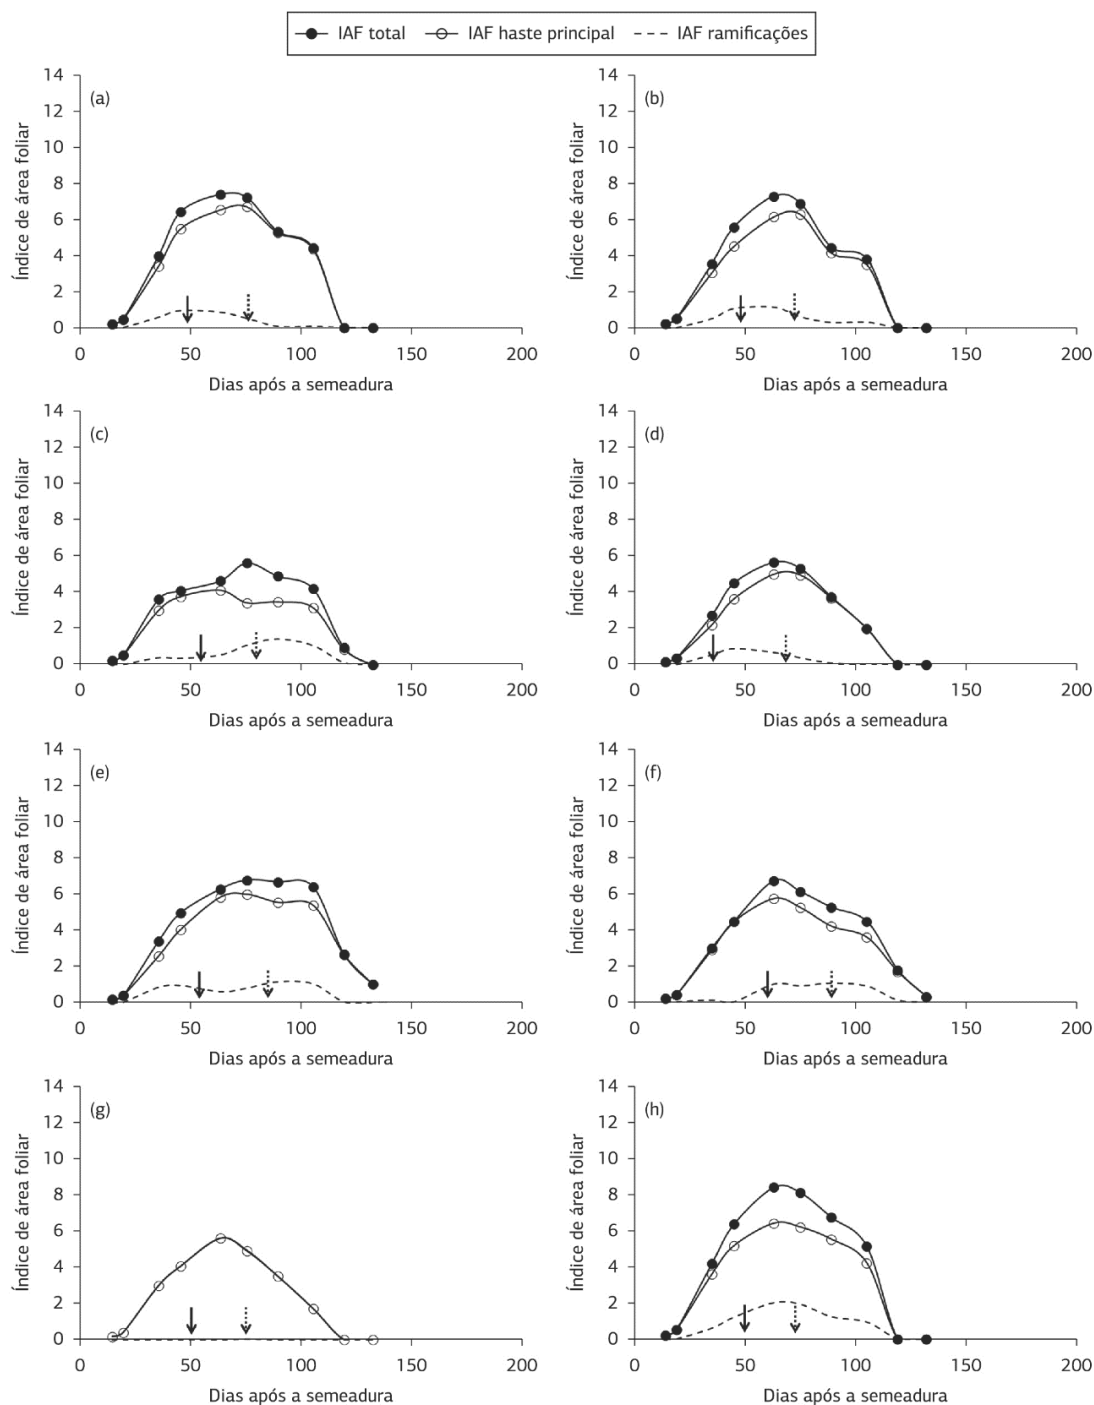 IAF total IAF haste principal IAF ramificações
(a)
Índice de área foliar
14
12
10
8
6
4
2
0
0 50 100 150 200
Dias após a semeadura
(b)
Índice de área foliar
14
12
10
8
6
4
2
0
0 50 100 150 200
Dias após a semeadura
(c)
Índice de área foliar
14
12
10
8
6
4
2
0
0 50 100 150 200
Dias após a semeadura
(d)
Índice de área foliar
14
12
10
8
6
4
2
0
0 50 100 150 200
Dias após a semeadura
(e)
Índice de área foliar
14
12
10
8
6
4
2
0
0 50 100 150 200
Dias após a semeadura
(f)
Índice de área foliar
14
12
10
8
6
4
2
0
0 50 100 150 200
Dias após a semeadura
(g)
Índice de área foliar
14
12
10
8
6
4
2
0
0 50 100 150 200
Dias após a semeadura
(h)
Índice de área foliar
14
12
10
8
6
4
2
0
0 50 100 150 200
Dias após a semeadura